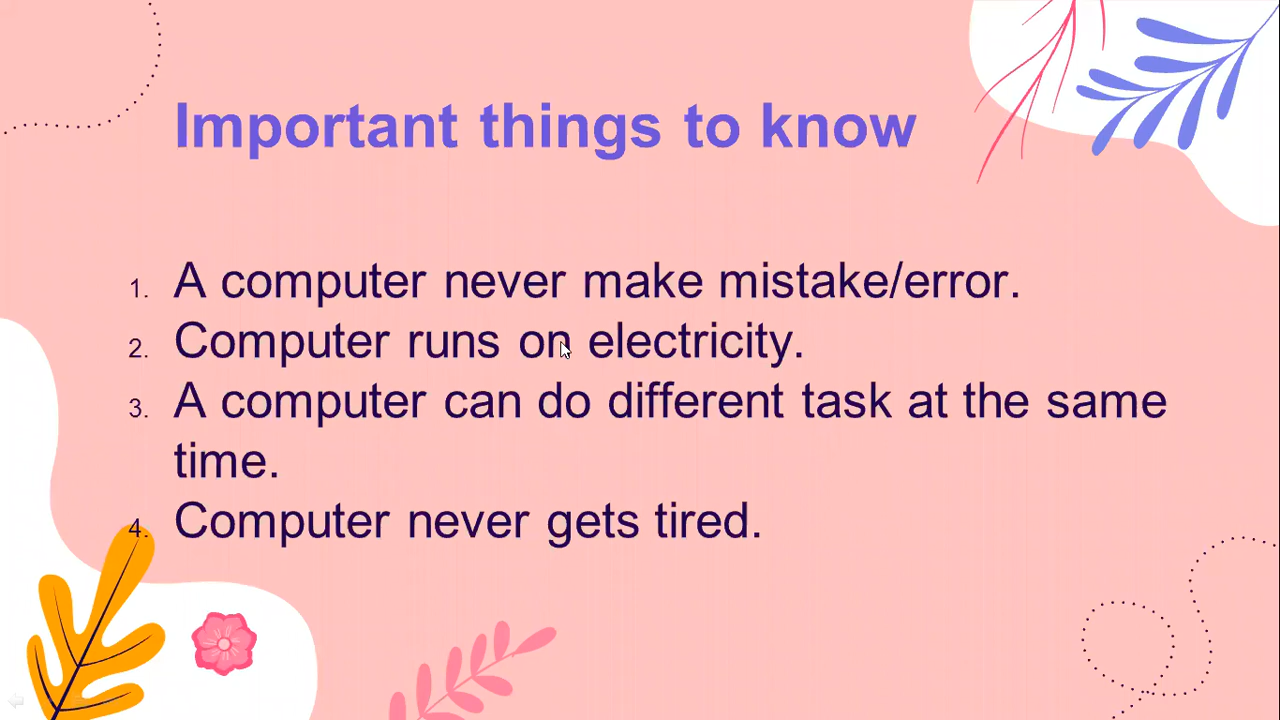 Important things to know
1. A computer never make mistake/error.
2. Computer runs on electricity.
3. A computer can do different task at the same
time.
4. Computer never gets tired.